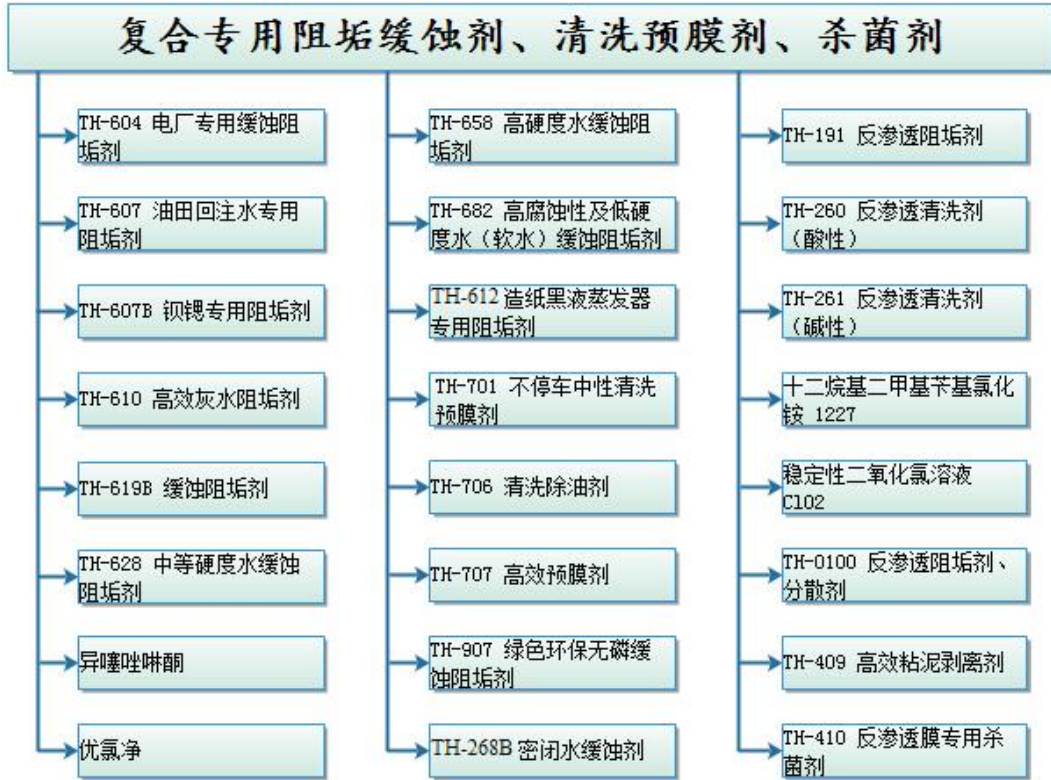 复合专用阻垢缓蚀剂、清洗预膜剂、杀菌剂
TH-604 电厂专用缓蚀阻
垢剂
TH-607 油田回注水专用
阻垢剂
TH-607B 钡锶专用阻垢剂
TH-610 高效灰水阻垢剂
TH-619B 缓蚀阻垢剂
TH-628 中等硬度水缓蚀
阻垢剂
异噻唑啉酮
优氯净
TH-658 高硬度水缓蚀阻
垢剂
TH-682 高腐蚀性及低硬
度水（软水）缓蚀阻垢剂
TH-612 造纸黑液蒸发器
专用阻垢剂
TH-701 不停车中性清洗
预膜剂
TH-706 清洗除油剂
TH-707 高效预膜剂
TH-907 绿色环保无磷缓
蚀阻垢剂
TH-268B 密闭水缓蚀剂
TH-191 反渗透阻垢剂
TH-260 反渗透清洗剂
（酸性）
TH-261 反渗透清洗剂
（碱性）
十二烷基二甲基苄基氯化
铵 1227
稳定性二氧化氯溶液
ClO2
TH-0100 反渗透阻垢剂、
分散剂
TH-409 高效粘泥剥离剂
TH-410 反渗透膜专用杀
菌剂